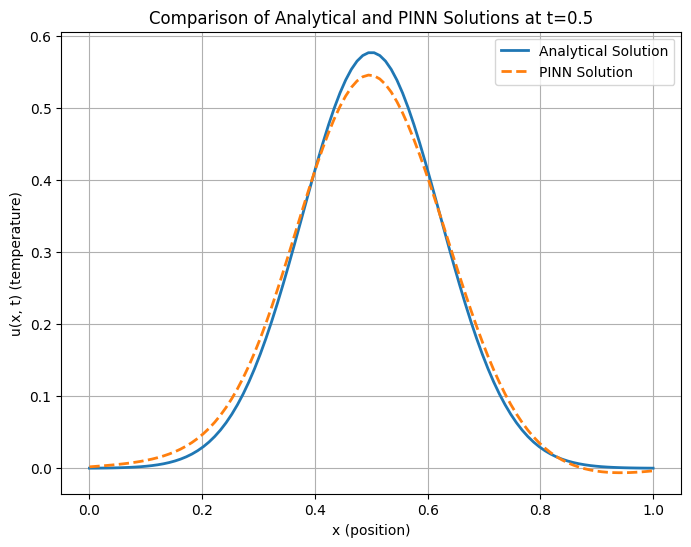 Comparison of Analytical and PINN Solutions at t=0.5
Analytical Solution
PINN Solution
u(x, t) (temperature)
0.6
0.5
0.4
0.3
0.2
0.1
0.0
0.0 0.2 0.4 0.6 0.8 1.0
x (position)